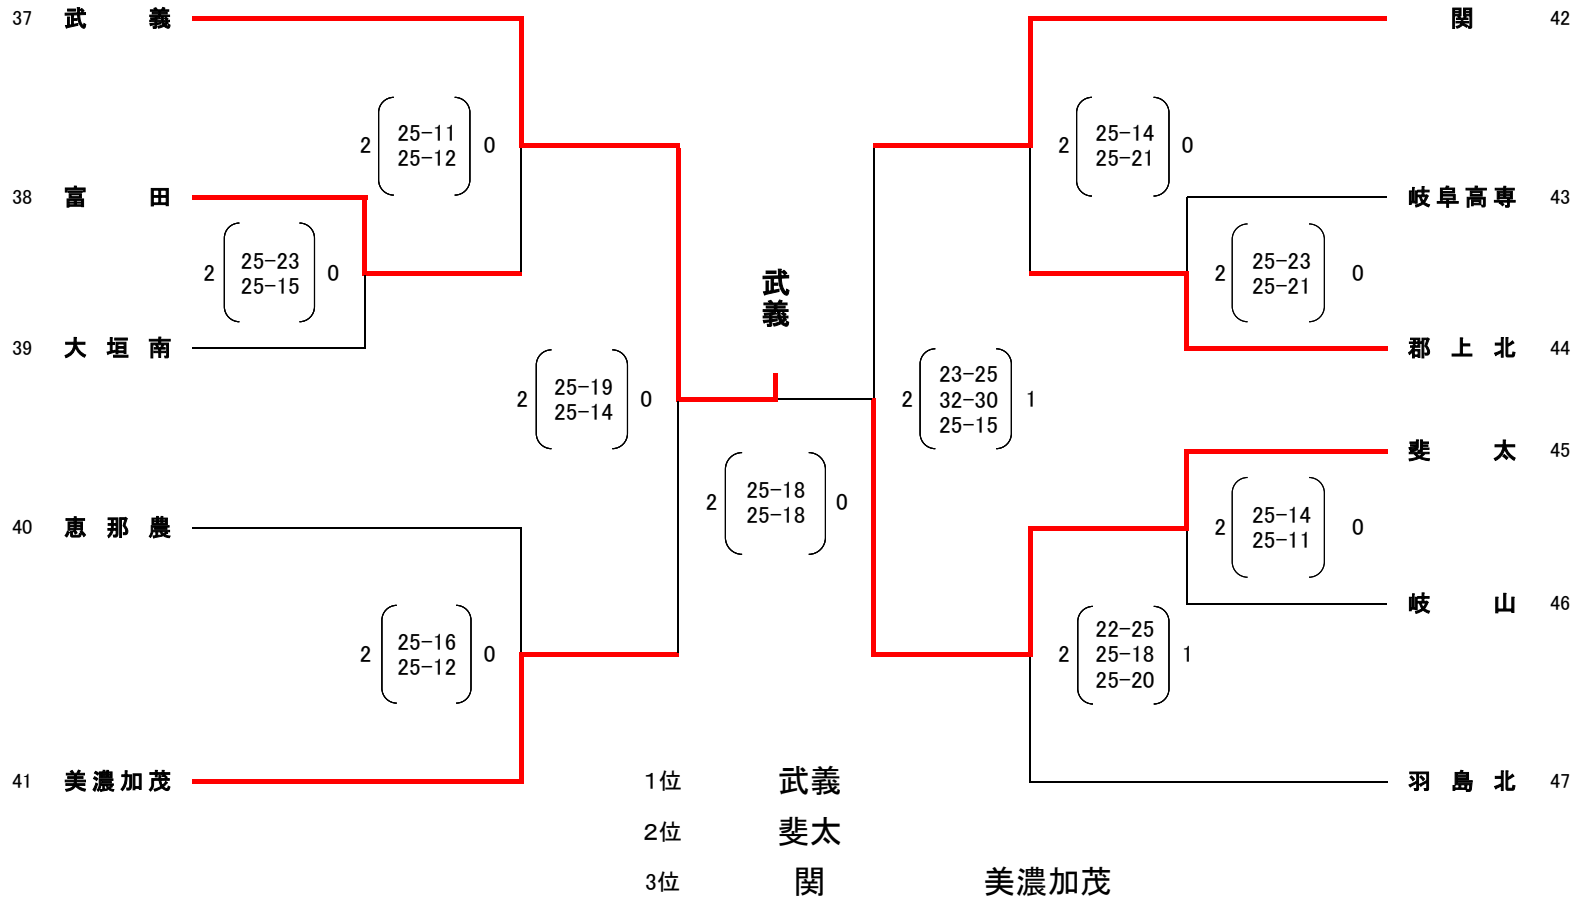 37 武義
関 42
2 25-11 0
25-12
2 25-14 0
25-21
38 富田
岐阜高専 43
2 25-23 0
25-15
2 25-23 0
25-21
武義
39 大垣南
郡上北 44
2 25-19 0
25-14
2 23-25 1
32-30
25-15
斐太 45
2 25-18 0
25-18
2 25-14 0
25-11
40 恵那農
岐山 46
2 25-16 0
25-12
2 22-25 1
25-18
25-20
41 美濃加茂
羽島北 47
1位 武義
2位 斐太
3位 関 美濃加茂